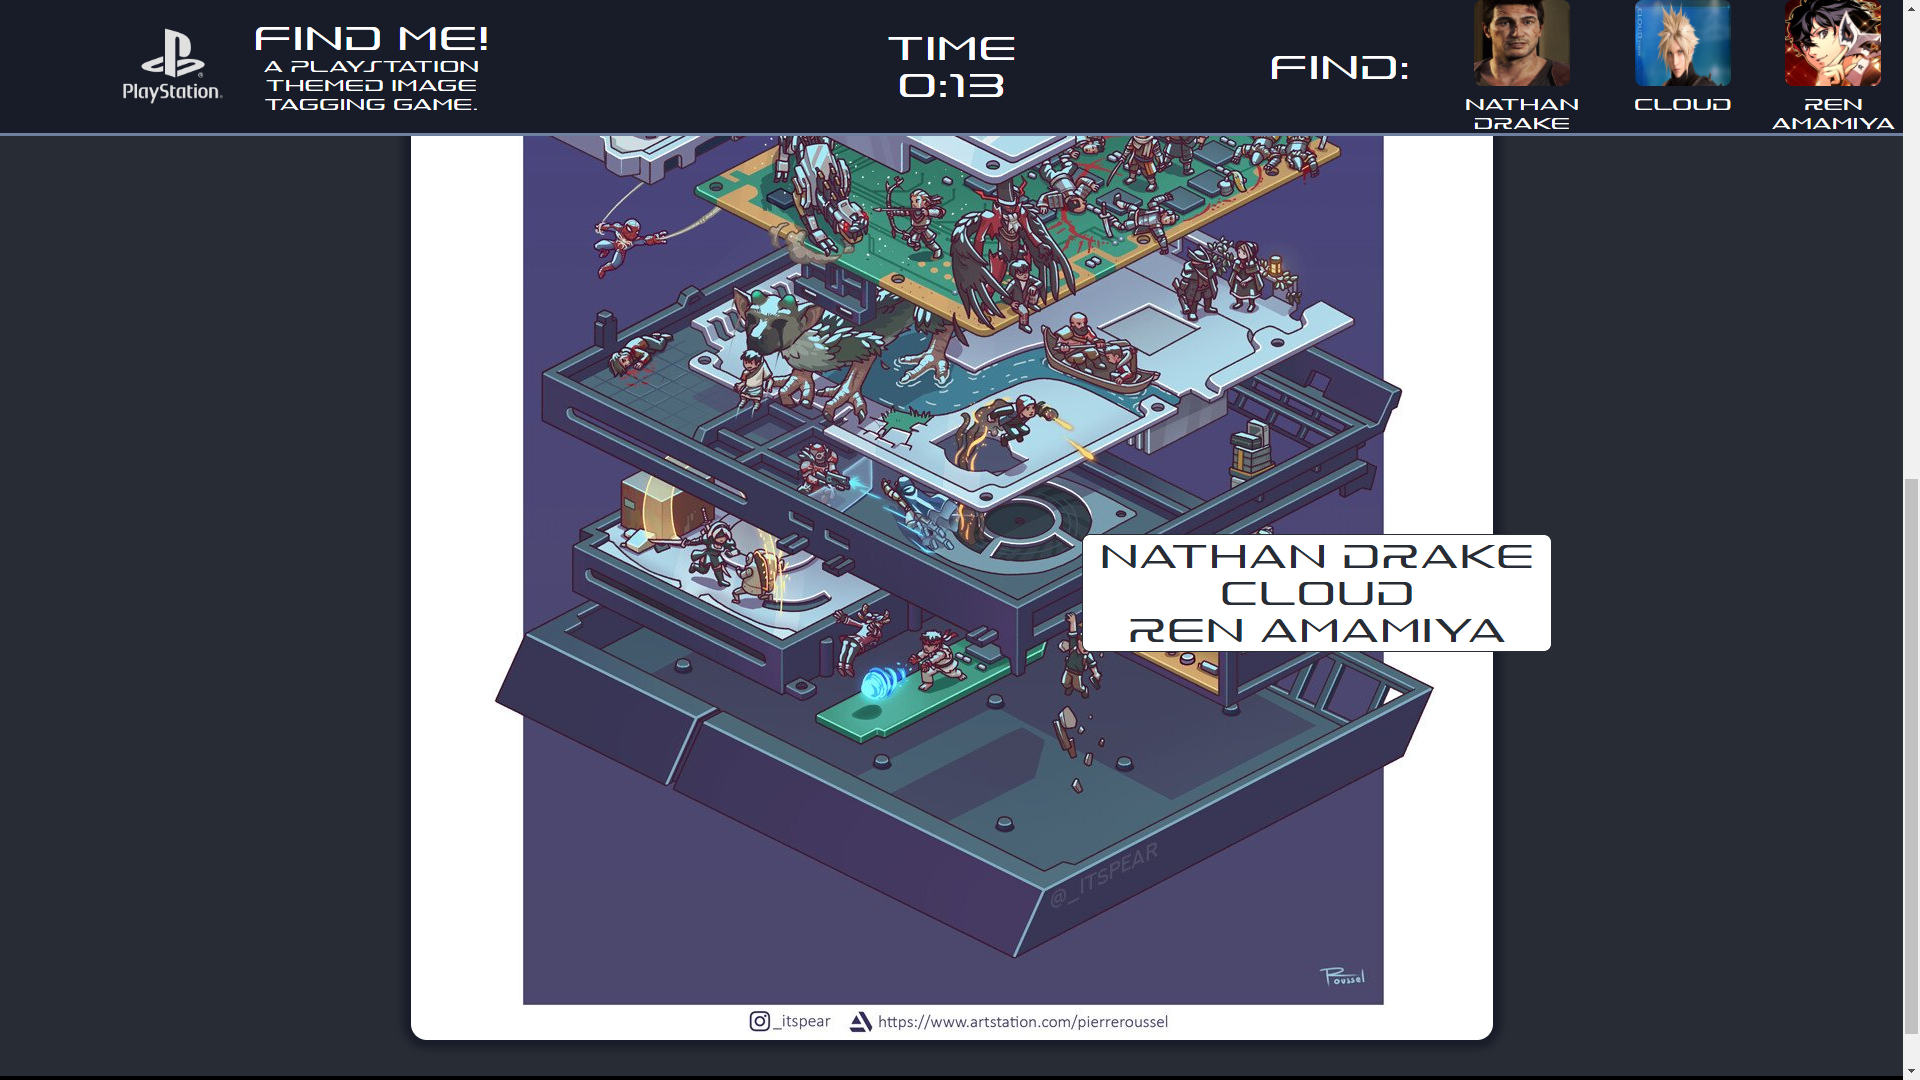 PlayStation
FIND ME!
A PLAYSTATION
THEMED IMAGE
TAGGING GAME.
TIME
0:13
FIND:
NATHAN
DRAKE
CLOUD
REN
AMAMIYA
NATHAN DRAKE
CLOUD
REN AMAMIYA
@_ITSPEAR
Roussel
_itspear
https://www.artstation.com/pierreroussel